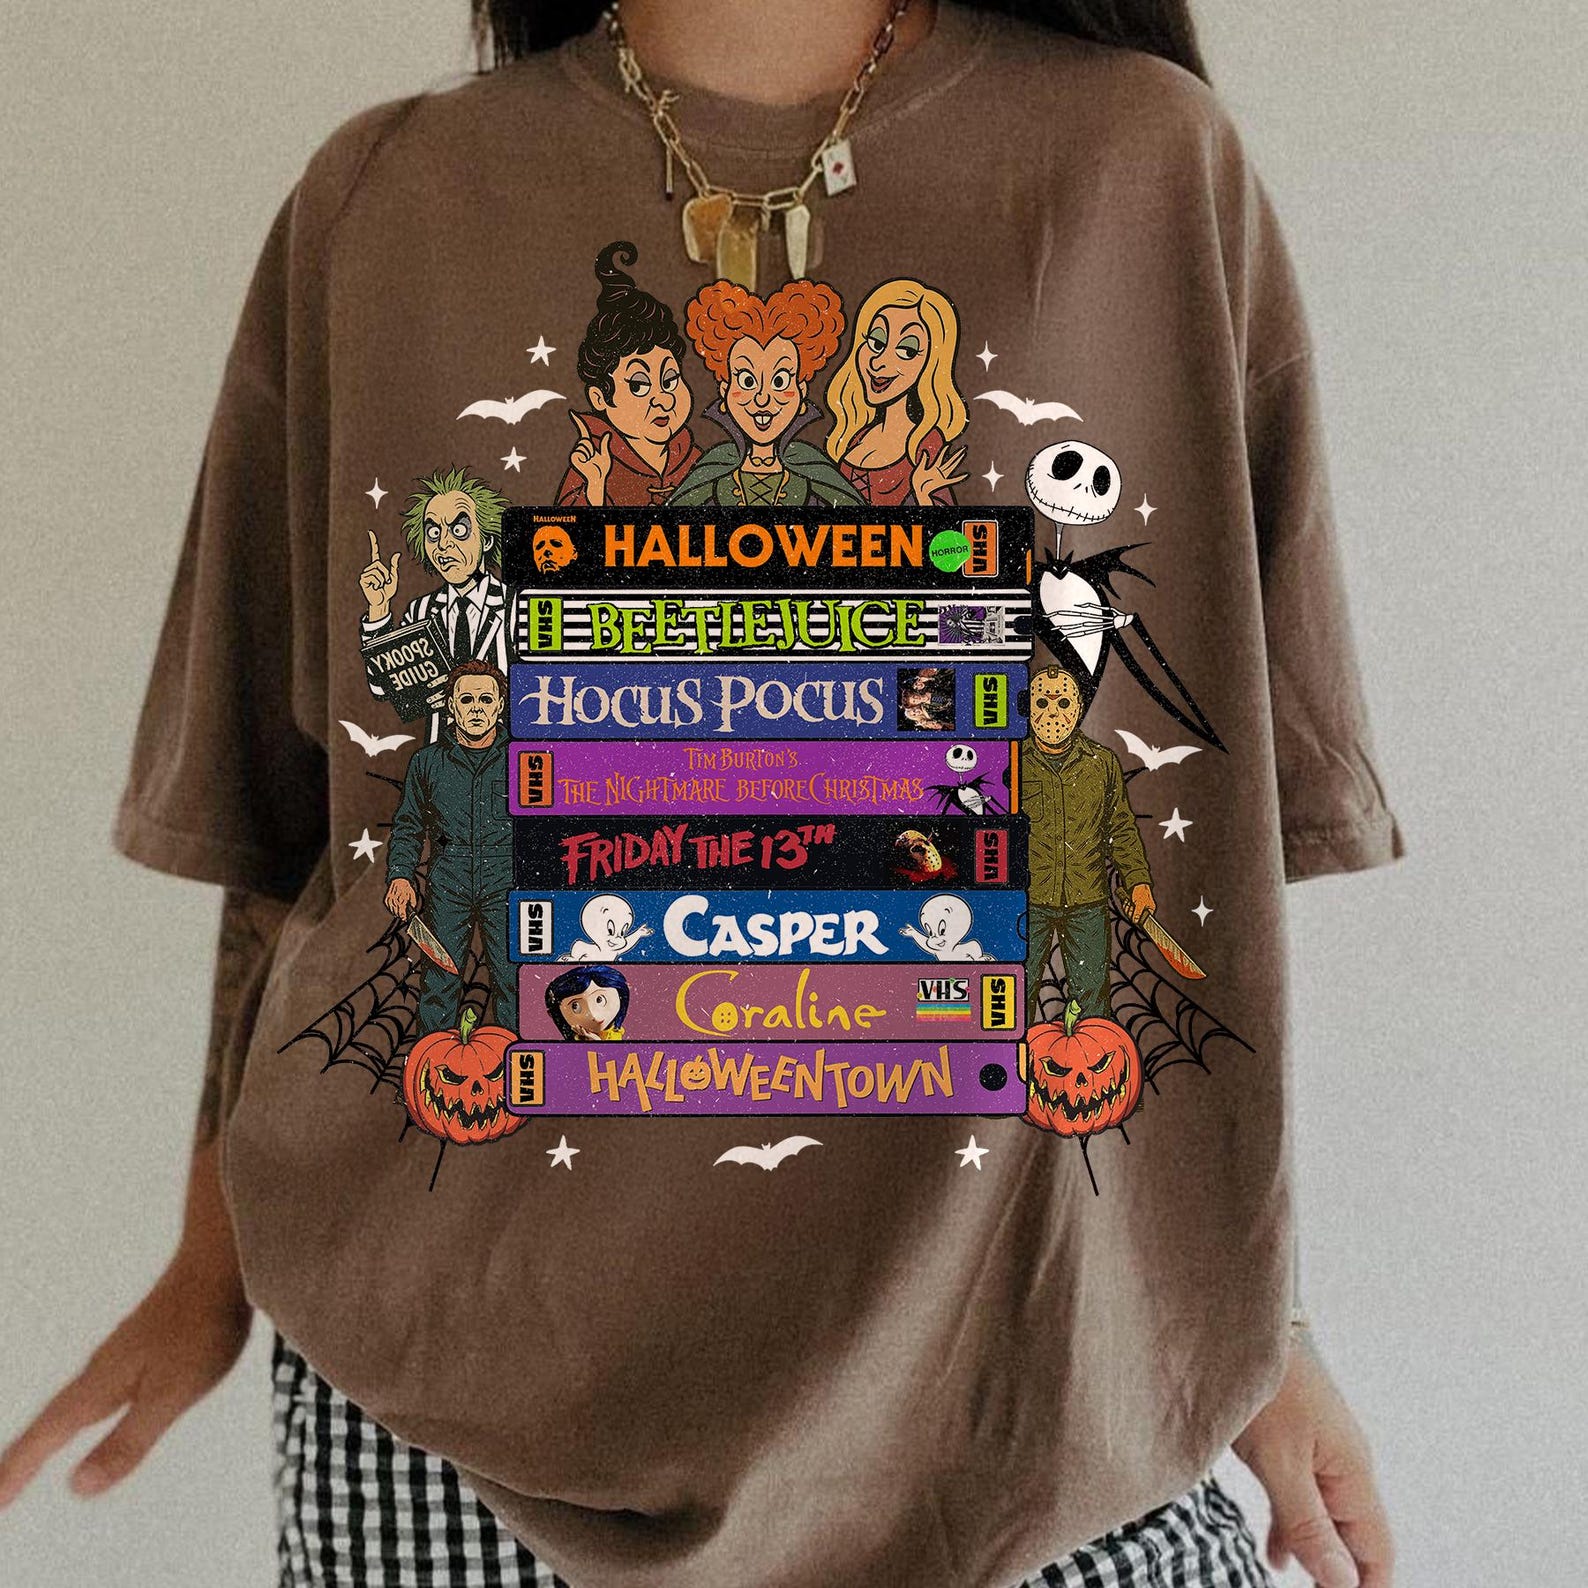 HALLOWEEN
HALLOWEEN
HORROR
VHS
VHS
BEETLEJUICE
SPOOKY
GUIDE
HOCUS POCUS
VHS
VHS
TIM BURTON'S
THE NIGHTMARE BEFORE CHRISTMAS
FRIDAY THE 13TH
VHS
VHS
CASPER
Coraline
VHS
VHS
VHS
HALLOWEENTOWN
A